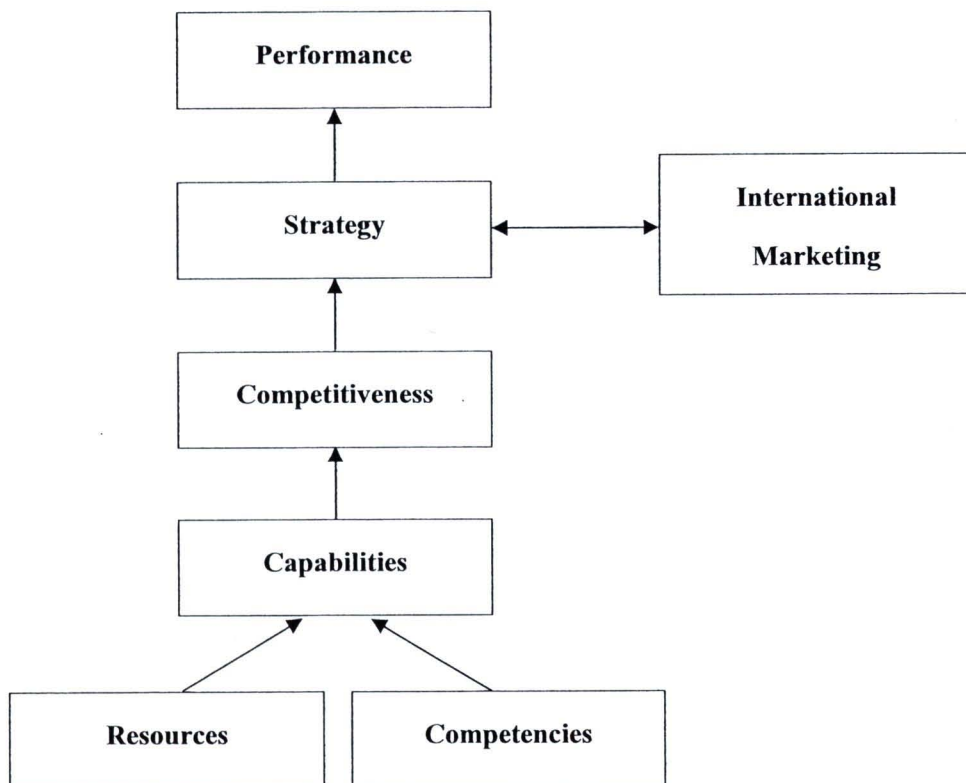 Performance
Strategy
International
Marketing
Competitiveness
Capabilities
Resources
Competencies